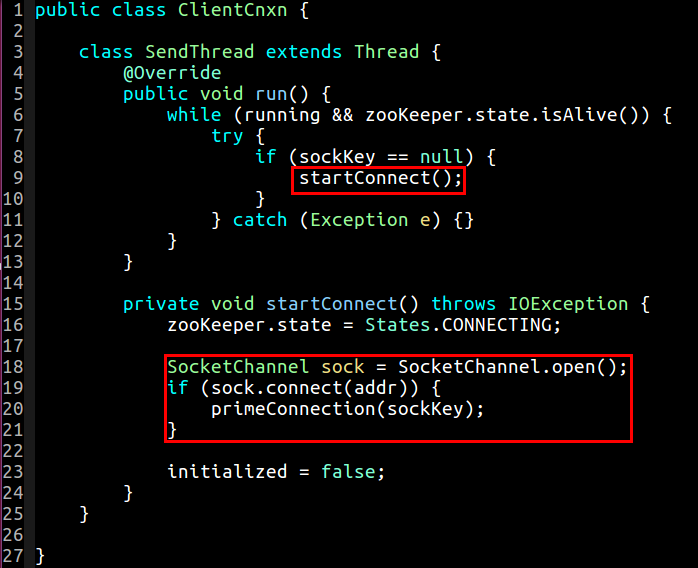 1 public class ClientCnxn {
2
3     class SendThread extends Thread {
4         @Override
5         public void run() {
6             while (running && zooKeeper.state.isAlive()) {
7                 try {
8                     if (sockKey == null) {
9                         startConnect();
10                     }
11                 } catch (Exception e) {}
12             }
13         }
14
15         private void startConnect() throws IOException {
16             zooKeeper.state = States.CONNECTING;
17
18             SocketChannel sock = SocketChannel.open();
19             if (sock.connect(addr)) {
20                 primeConnection(sockKey);
21             }
22
23             initialized = false;
24         }
25     }
26
27 }